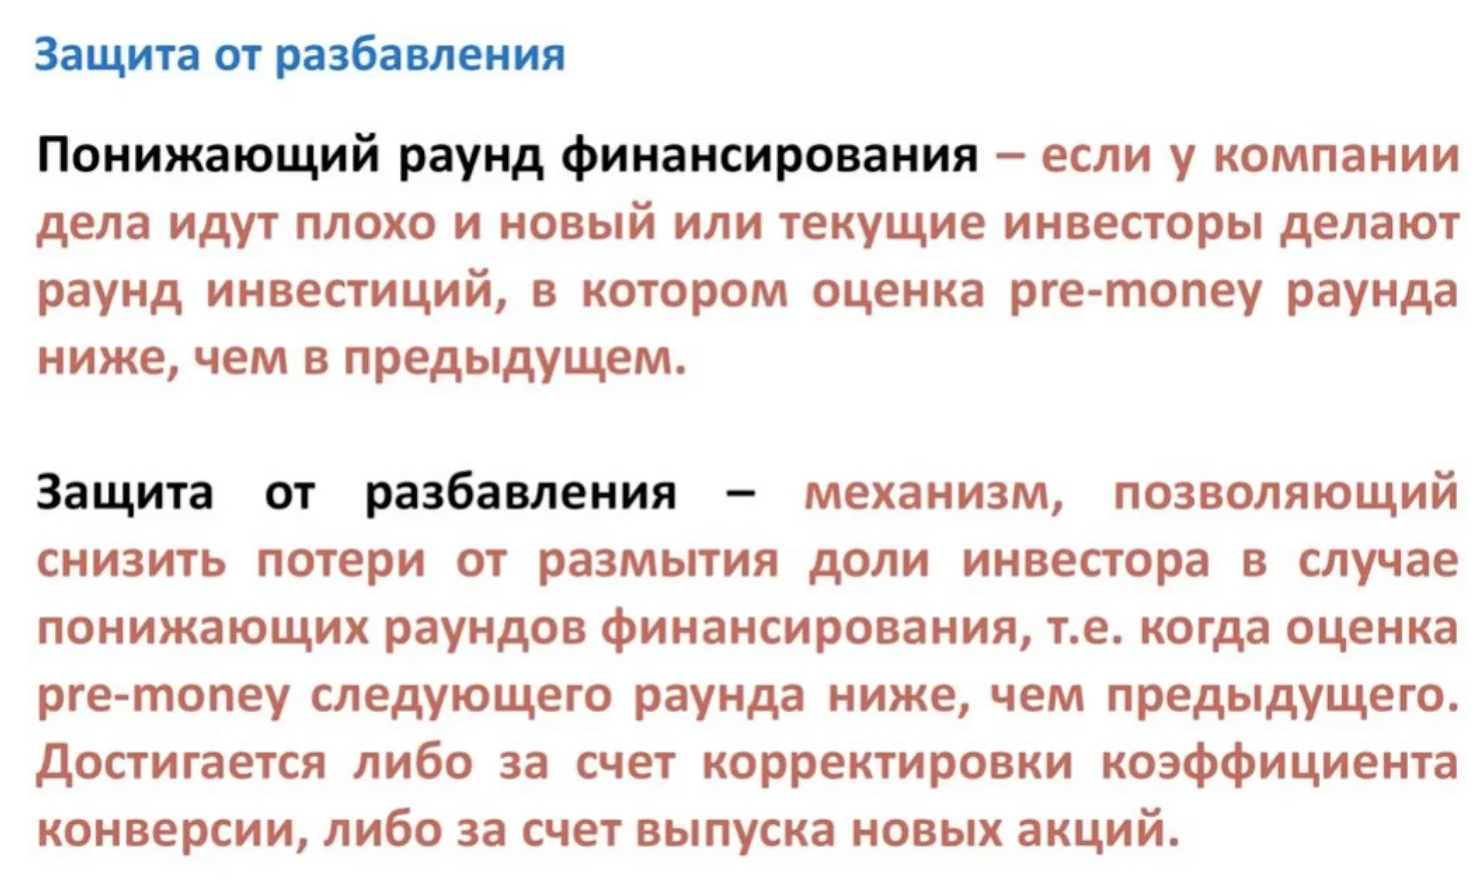 Защита от разбавления
Понижающий раунд финансирования – если у компании
дела идут плохо и новый или текущие инвесторы делают
раунд инвестиций, в котором оценка pre-money раунда
ниже, чем в предыдущем.
Защита от разбавления – механизм, позволяющий
снизить потери от размытия доли инвестора в случае
понижающих раундов финансирования, т.е. когда оценка
pre-money следующего раунда ниже, чем предыдущего.
Достигается либо за счет корректировки коэффициента
конверсии, либо за счет выпуска новых акций.